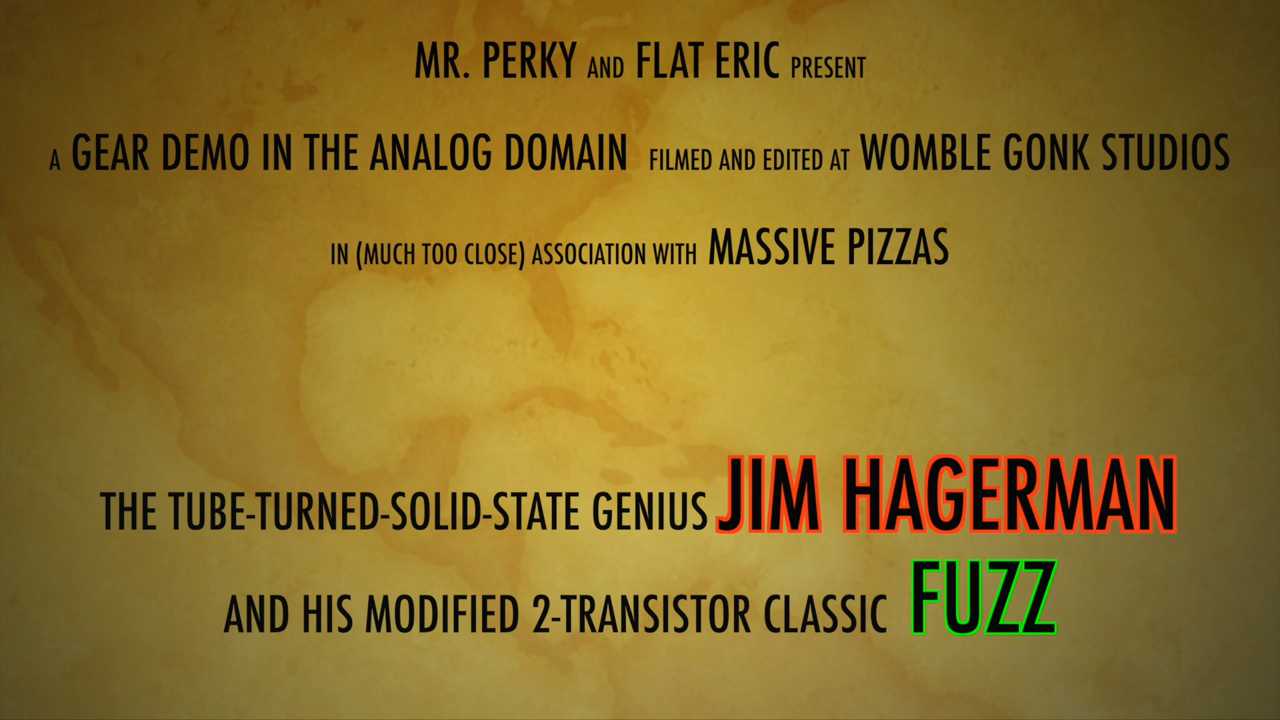 MR. PERKY AND FLAT ERIC PRESENT
A GEAR DEMO IN THE ANALOG DOMAIN FILMED AND EDITED AT WOMBLE GONK STUDIOS
IN (MUCH TOO CLOSE) ASSOCIATION WITH MASSIVE PIZZAS
THE TUBE-TURNED-SOLID-STATE GENIUS JIM HAGERMAN
AND HIS MODIFIED 2-TRANSISTOR CLASSIC FUZZ